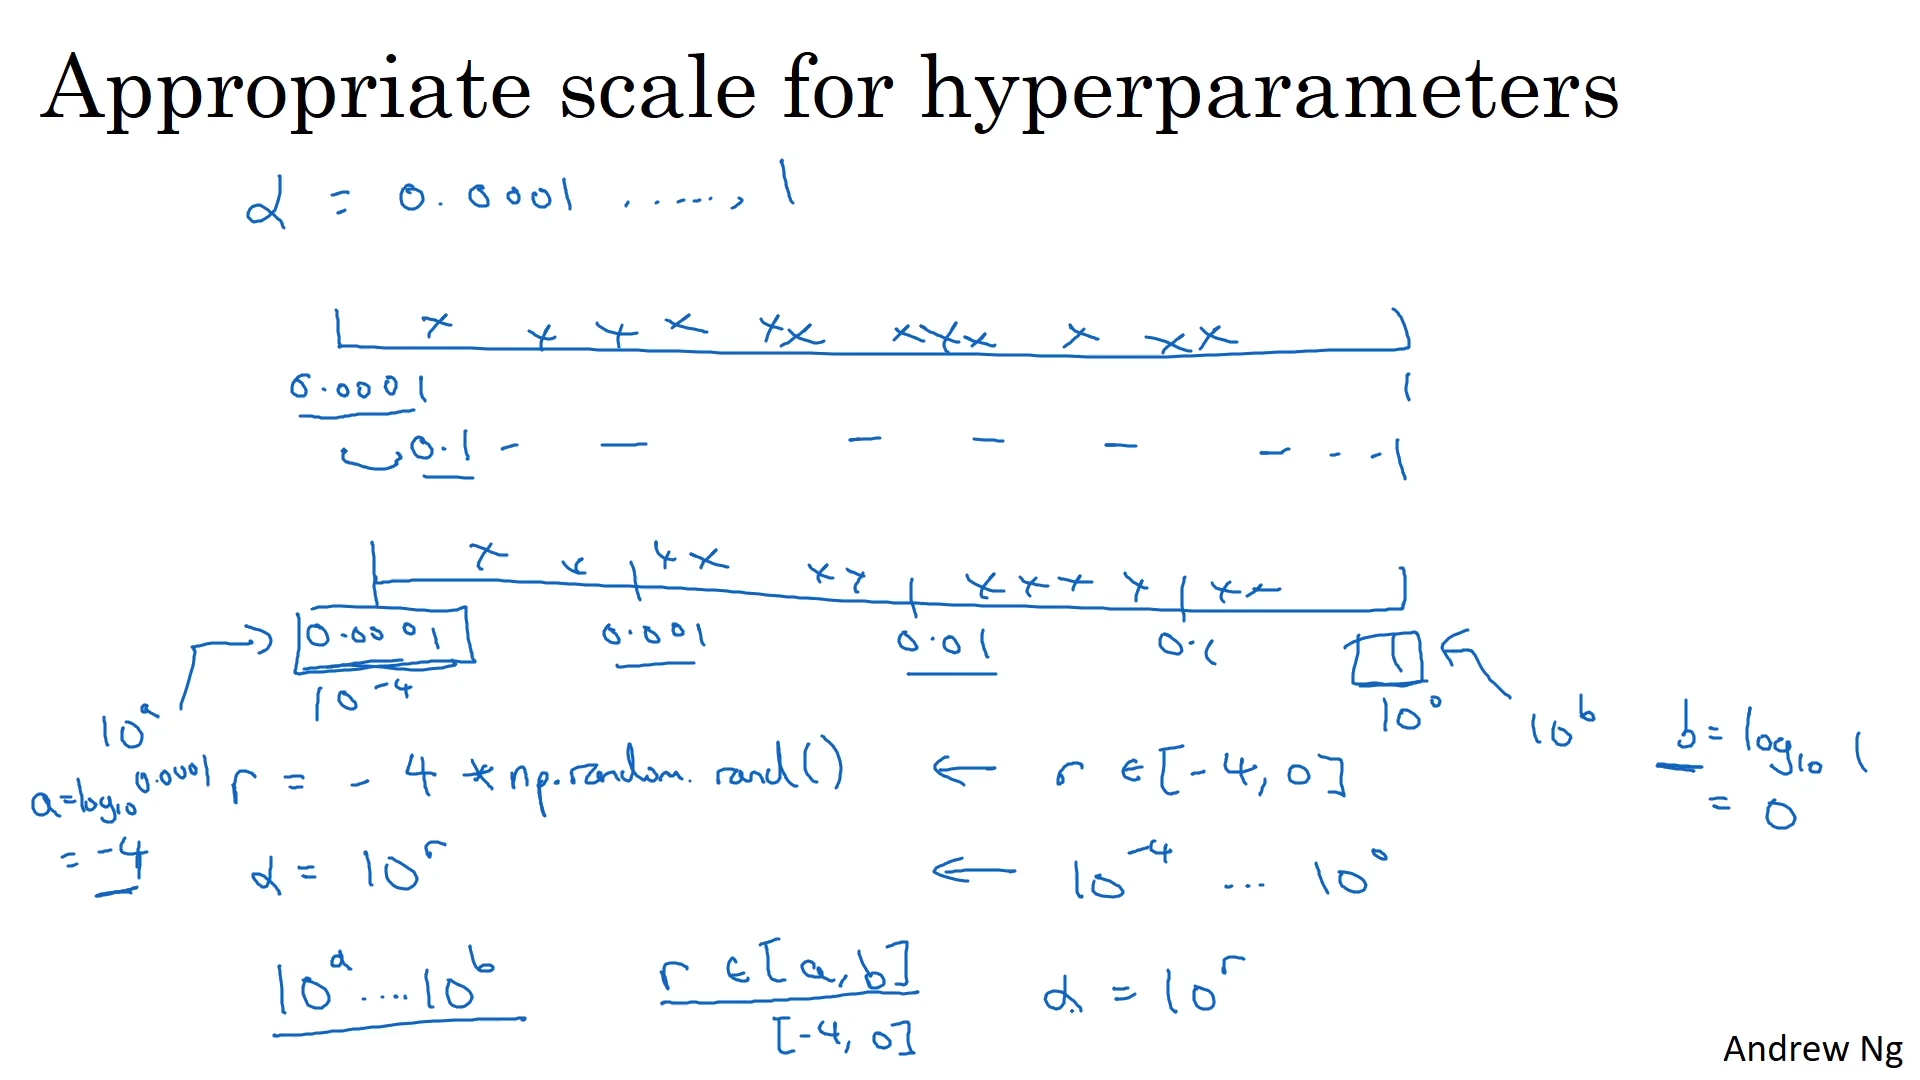 Appropriate scale for hyperparameters
α = 0.0001 ....., 1
0.0001 1
0.1 - — — — — - - - 1
0.0001 0.001 0.01 0.1 1
10^-4 10^0
10^a 10^b b = log₁₀ 1
= 0
a = log₁₀ 0.0001
= -4
r = -4 * np.random.rand() ← r ∈ [-4, 0]
α = 10^r ← 10^-4 ... 10^0
10^a .... 10^b r ∈ [a, b] α = 10^r
[-4, 0]
Andrew Ng